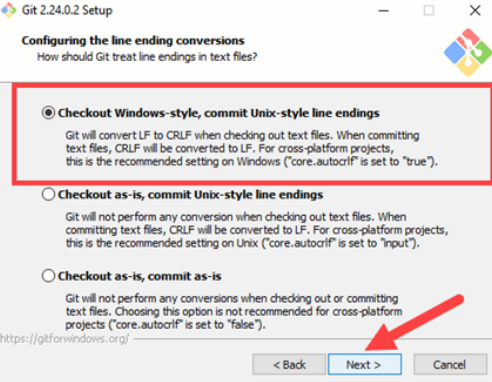 Git 2.24.0.2 Setup
Configuring the line ending conversions
How should Git treat line endings in text files?
Checkout Windows-style, commit Unix-style line endings
Git will convert LF to CRLF when checking out text files. When committing
text files, CRLF will be converted to LF. For cross-platform projects,
this is the recommended setting on Windows ("core.autocrlf" is set to "true").
Checkout as-is, commit Unix-style line endings
Git will not perform any conversion when checking out text files. When
committing text files, CRLF will be converted to LF. For cross-platform projects,
this is the recommended setting on Unix ("core.autocrlf" is set to "input").
Checkout as-is, commit as-is
Git will not perform any conversions when checking out or committing
text files. Choosing this option is not recommended for cross-platform
projects ("core.autocrlf" is set to "false").
https://gitforwindows.org/
< Back Next > Cancel